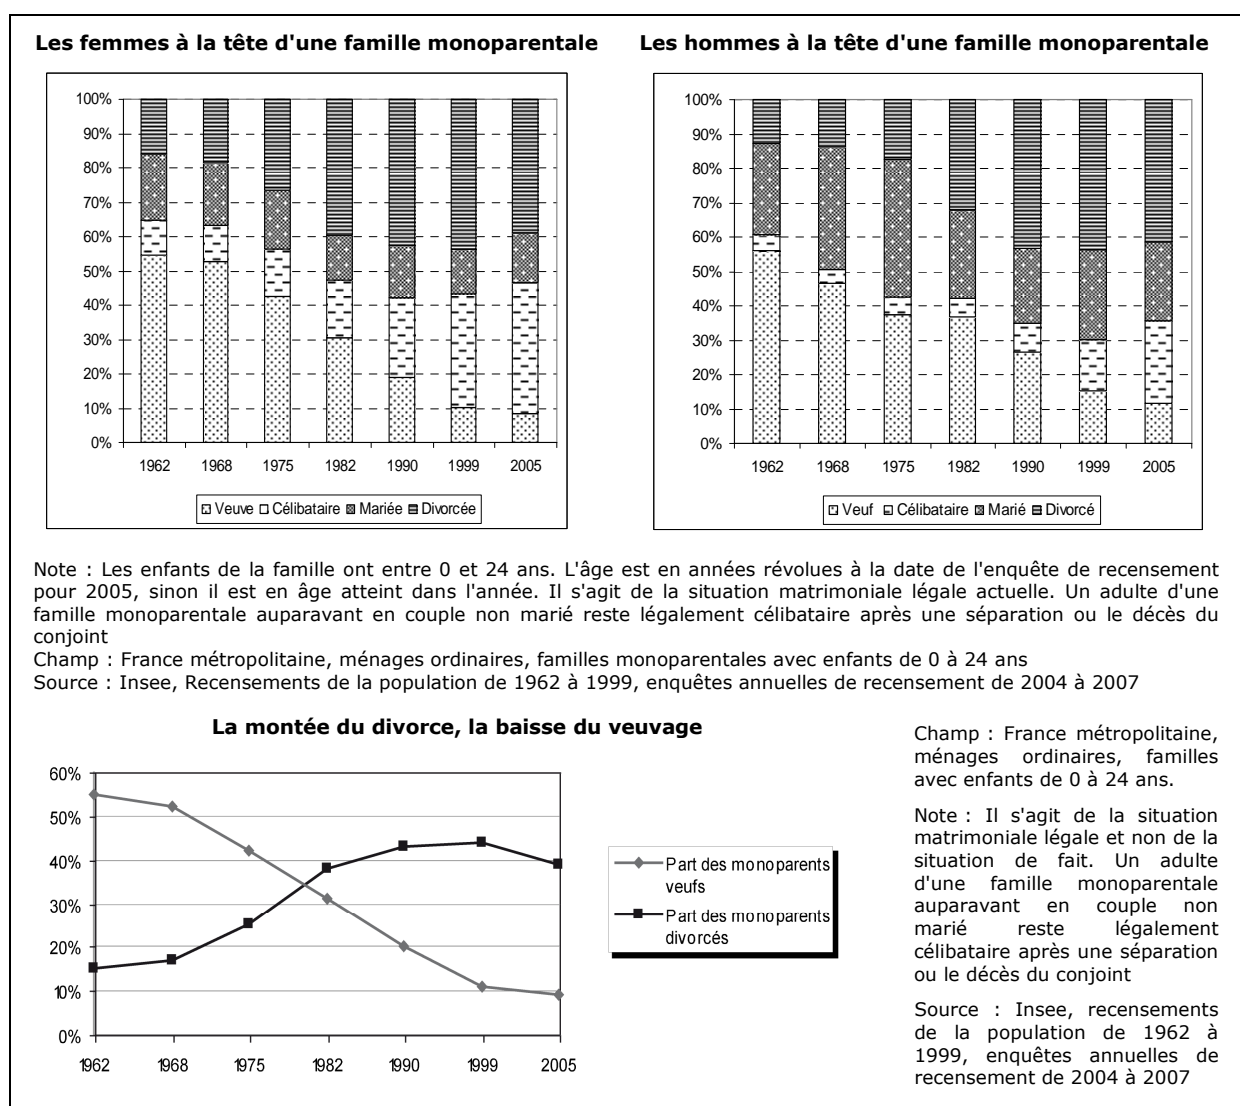 Les femmes à la tête d'une famille monoparentale
100%
90%
80%
70%
60%
50%
40%
30%
20%
10%
0%
1962 1968 1975 1982 1990 1999 2005
Veuve Célibataire Mariée Divorcée
Les hommes à la tête d'une famille monoparentale
100%
90%
80%
70%
60%
50%
40%
30%
20%
10%
0%
1962 1968 1975 1982 1990 1999 2005
Veuf Célibataire Marié Divorcé
Note : Les enfants de la famille ont entre 0 et 24 ans. L'âge est en années révolues à la date de l'enquête de recensement
pour 2005, sinon il est en âge atteint dans l'année. Il s'agit de la situation matrimoniale légale actuelle. Un adulte d'une
famille monoparentale auparavant en couple non marié reste légalement célibataire après une séparation ou le décès du
conjoint
Champ : France métropolitaine, ménages ordinaires, familles monoparentales avec enfants de 0 à 24 ans
Source : Insee, Recensements de la population de 1962 à 1999, enquêtes annuelles de recensement de 2004 à 2007
La montée du divorce, la baisse du veuvage
60%
50%
40%
30%
20%
10%
0%
1962 1968 1975 1982 1990 1999 2005
Part des monoparents
veufs
Part des monoparents
divorcés
Champ : France métropolitaine,
ménages ordinaires, familles
avec enfants de 0 à 24 ans.
Note : Il s'agit de la situation
matrimoniale légale et non de la
situation de fait. Un adulte
d'une famille monoparentale
auparavant en couple non
marié reste légalement
célibataire après une séparation
ou le décès du conjoint
Source : Insee, recensements
de la population de 1962 à
1999, enquêtes annuelles de
recensement de 2004 à 2007